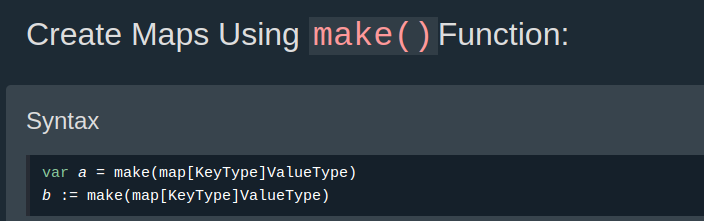 Create Maps Using make() Function:
Syntax
var a = make(map[KeyType]ValueType)
b := make(map[KeyType]ValueType)